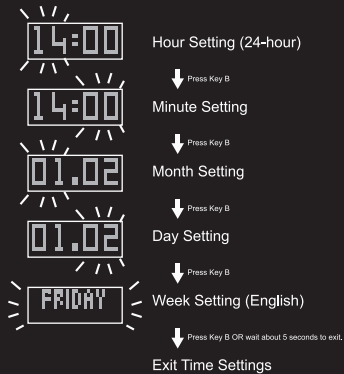 14:00
Hour Setting (24-hour)
Press Key B
14:00
Minute Setting
Press Key B
01.02
Month Setting
Press Key B
01.02
Day Setting
Press Key B
FRIDAY
Week Setting (English)
Press Key B OR wait about 5 seconds to exit.
Exit Time Settings